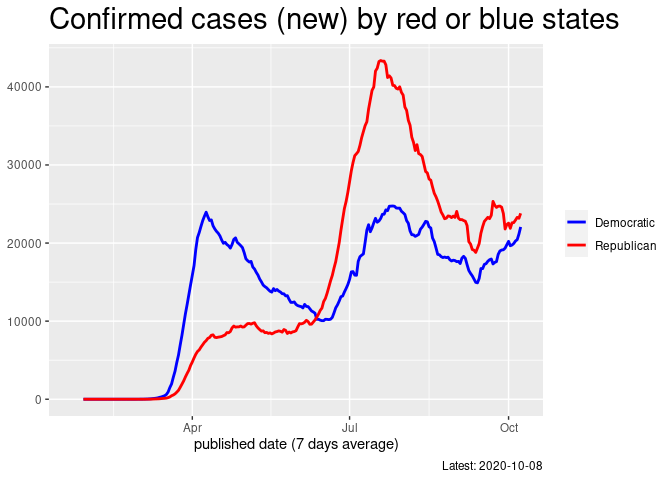 Confirmed cases (new) by red or blue states
40000
30000
20000
10000
0
Apr
Jul
Oct
published date (7 days average)
Democratic
Republican
Latest: 2020-10-08